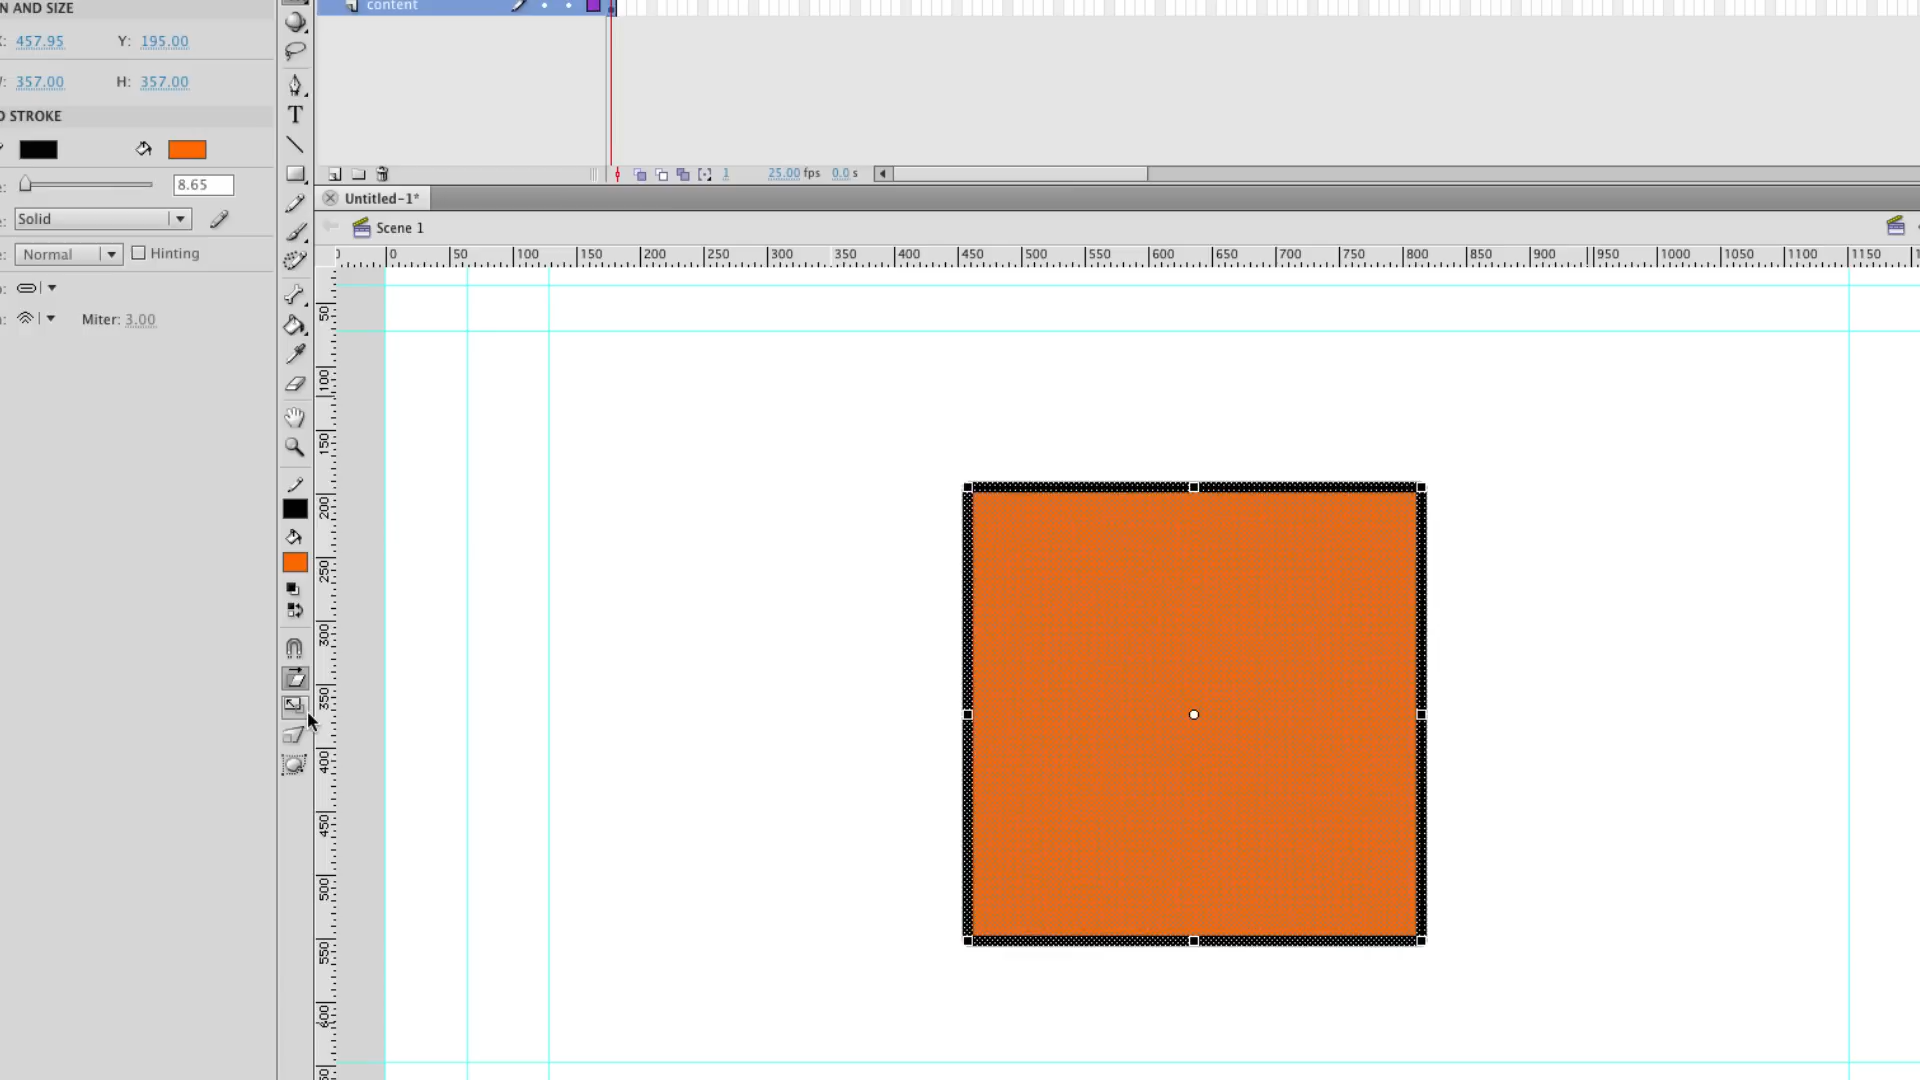 N AND SIZE
content
X: 457.95 Y: 195.00
357.00 H: 357.00
STROKE
8.65
Solid
Normal Hinting
Miter: 3.00
T
1 25.00 fps 0.0 s
Untitled-1*
Scene 1
0 50 100 150 200 250 300 350 400 450 500 550 600 650 700 750 800 850 900 950 1000 1050 1100 1150
50
100
150
200
250
300
350
400
450
500
550
600